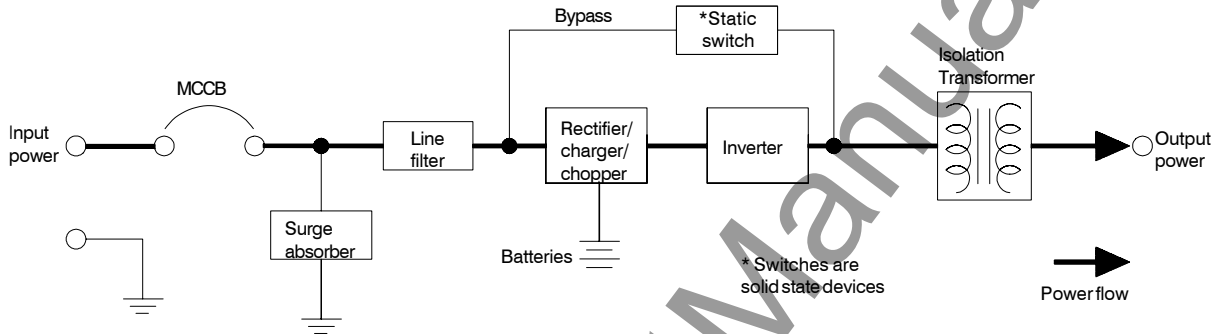 Bypass
*Static
switch
Isolation
Transformer
MCCB
Input
power
Line
filter
Rectifier/
charger/
chopper
Inverter
Output
power
Surge
absorber
Batteries
* Switches are
solid state devices
Power flow
Manua